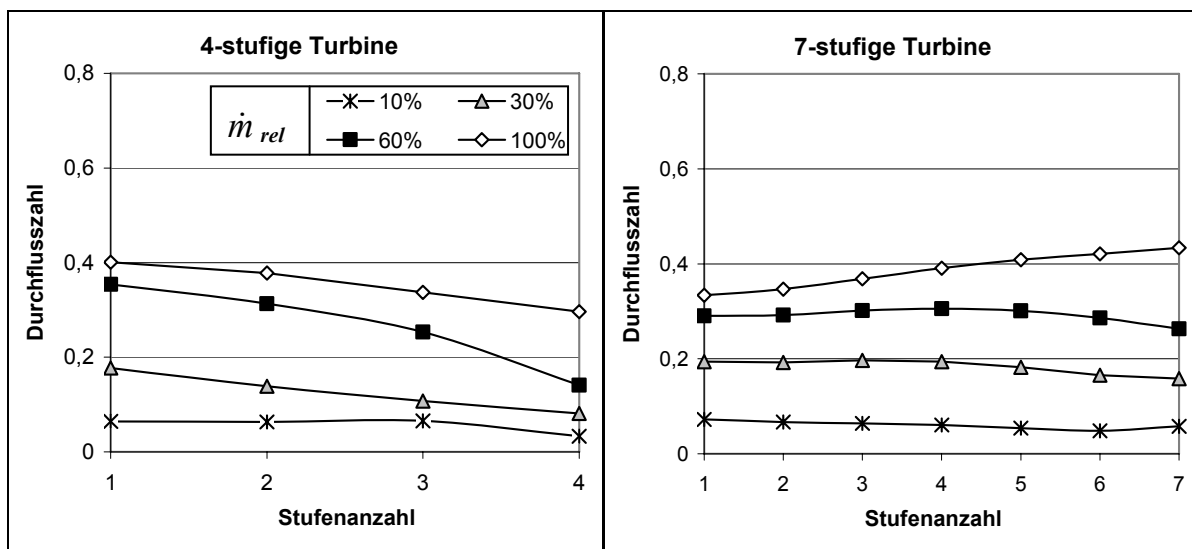 4-stufige Turbine
0,8
0,6
0,4
0,2
0
Durchflusszahl
ṁ rel
10%
30%
60%
100%
1 2 3 4
Stufenanzahl
7-stufige Turbine
0,8
0,6
0,4
0,2
0
Durchflusszahl
1 2 3 4 5 6 7
Stufenanzahl